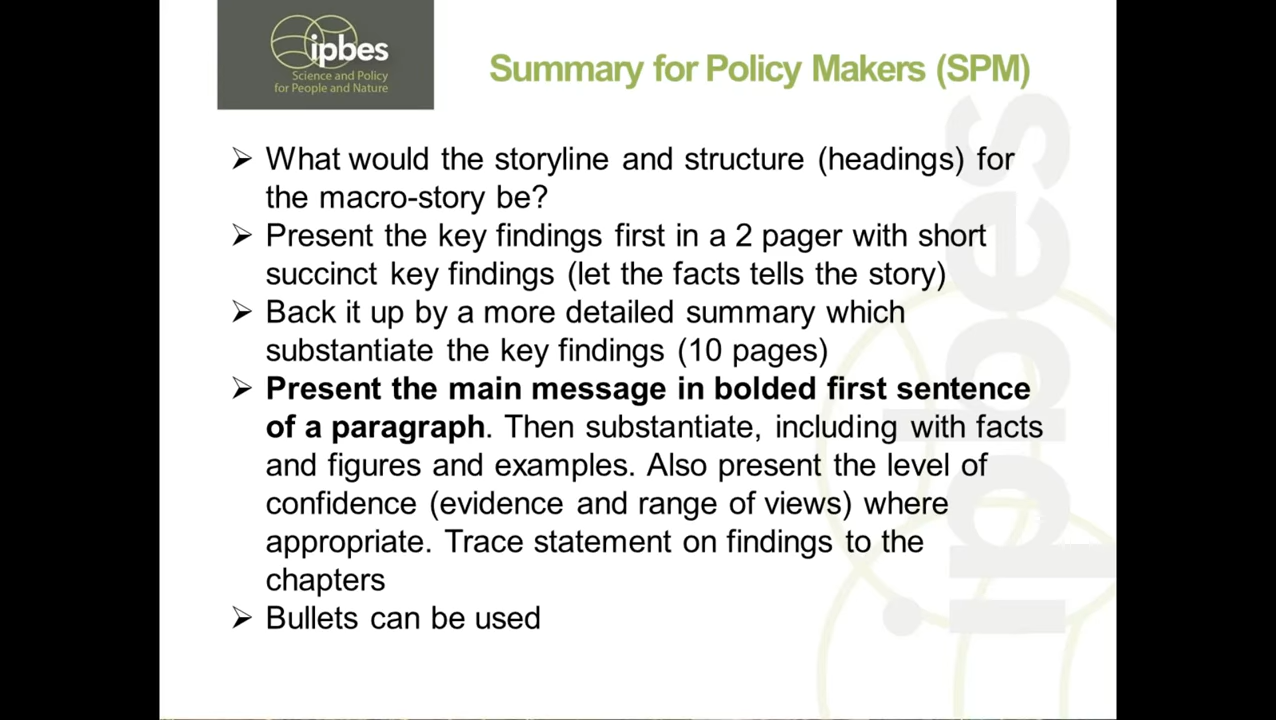 ipbes
Science and Policy
for People and Nature
Summary for Policy Makers (SPM)
➢ What would the storyline and structure (headings) for
the macro-story be?
➢ Present the key findings first in a 2 pager with short
succinct key findings (let the facts tells the story)
➢ Back it up by a more detailed summary which
substantiate the key findings (10 pages)
➢ Present the main message in bolded first sentence
of a paragraph. Then substantiate, including with facts
and figures and examples. Also present the level of
confidence (evidence and range of views) where
appropriate. Trace statement on findings to the
chapters
➢ Bullets can be used
ipbes